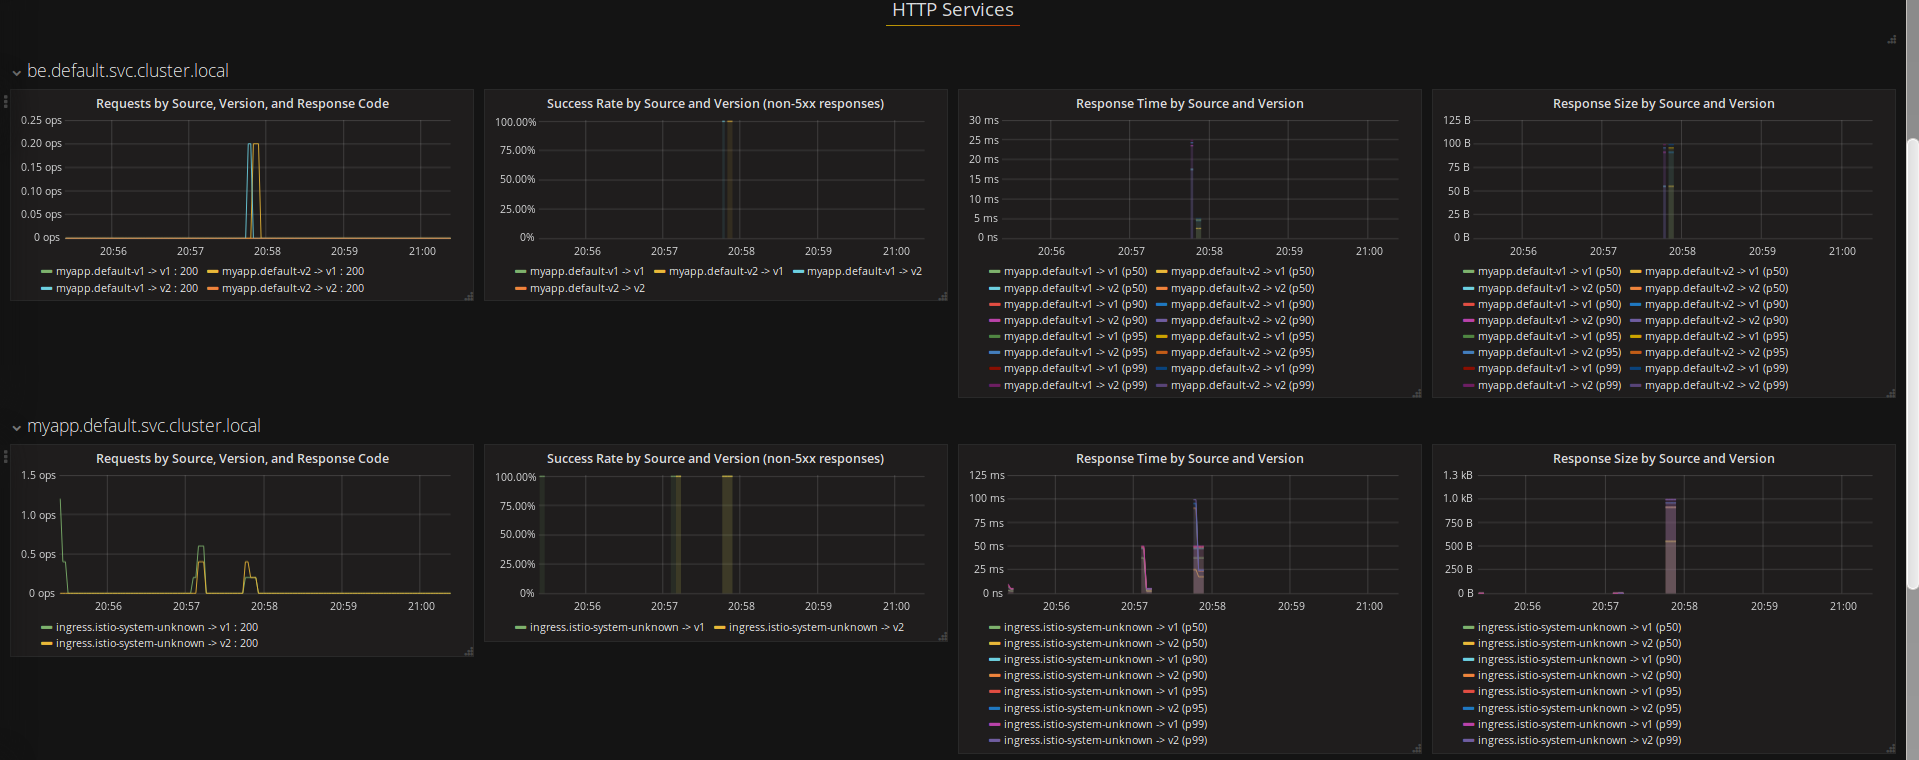 HTTP Services
be.default.svc.cluster.local
Requests by Source, Version, and Response Code
0.25 ops
0.20 ops
0.15 ops
0.10 ops
0.05 ops
0 ops
20:56 20:57 20:58 20:59 21:00
myapp.default-v1 -> v1 : 200 myapp.default-v2 -> v1 : 200
myapp.default-v1 -> v2 : 200 myapp.default-v2 -> v2 : 200
Success Rate by Source and Version (non-5xx responses)
100.00%
75.00%
50.00%
25.00%
0%
20:56 20:57 20:58 20:59 21:00
myapp.default-v1 -> v1 myapp.default-v2 -> v1 myapp.default-v1 -> v2
myapp.default-v2 -> v2
Response Time by Source and Version
30 ms
25 ms
20 ms
15 ms
10 ms
5 ms
0 ns
20:56 20:57 20:58 20:59 21:00
myapp.default-v1 -> v1 (p50) myapp.default-v2 -> v1 (p50)
myapp.default-v1 -> v2 (p50) myapp.default-v2 -> v2 (p50)
myapp.default-v1 -> v1 (p90) myapp.default-v2 -> v1 (p90)
myapp.default-v1 -> v2 (p90) myapp.default-v2 -> v2 (p90)
myapp.default-v1 -> v1 (p95) myapp.default-v2 -> v1 (p95)
myapp.default-v1 -> v2 (p95) myapp.default-v2 -> v2 (p95)
myapp.default-v1 -> v1 (p99) myapp.default-v2 -> v1 (p99)
myapp.default-v1 -> v2 (p99) myapp.default-v2 -> v2 (p99)
Response Size by Source and Version
125 B
100 B
75 B
50 B
25 B
0 B
20:56 20:57 20:58 20:59 21:00
myapp.default-v1 -> v1 (p50) myapp.default-v2 -> v1 (p50)
myapp.default-v1 -> v2 (p50) myapp.default-v2 -> v2 (p50)
myapp.default-v1 -> v1 (p90) myapp.default-v2 -> v1 (p90)
myapp.default-v1 -> v2 (p90) myapp.default-v2 -> v2 (p90)
myapp.default-v1 -> v1 (p95) myapp.default-v2 -> v1 (p95)
myapp.default-v1 -> v2 (p95) myapp.default-v2 -> v2 (p95)
myapp.default-v1 -> v1 (p99) myapp.default-v2 -> v1 (p99)
myapp.default-v1 -> v2 (p99) myapp.default-v2 -> v2 (p99)
myapp.default.svc.cluster.local
Requests by Source, Version, and Response Code
1.5 ops
1.0 ops
0.5 ops
0 ops
20:56 20:57 20:58 20:59 21:00
ingress.istio-system-unknown -> v1 : 200
ingress.istio-system-unknown -> v2 : 200
Success Rate by Source and Version (non-5xx responses)
100.00%
75.00%
50.00%
25.00%
0%
20:56 20:57 20:58 20:59 21:00
ingress.istio-system-unknown -> v1 ingress.istio-system-unknown -> v2
Response Time by Source and Version
125 ms
100 ms
75 ms
50 ms
25 ms
0 ns
20:56 20:57 20:58 20:59 21:00
ingress.istio-system-unknown -> v1 (p50)
ingress.istio-system-unknown -> v2 (p50)
ingress.istio-system-unknown -> v1 (p90)
ingress.istio-system-unknown -> v2 (p90)
ingress.istio-system-unknown -> v1 (p95)
ingress.istio-system-unknown -> v2 (p95)
ingress.istio-system-unknown -> v1 (p99)
ingress.istio-system-unknown -> v2 (p99)
Response Size by Source and Version
1.3 kB
1.0 kB
750 B
500 B
250 B
0 B
20:56 20:57 20:58 20:59 21:00
ingress.istio-system-unknown -> v1 (p50)
ingress.istio-system-unknown -> v2 (p50)
ingress.istio-system-unknown -> v1 (p90)
ingress.istio-system-unknown -> v2 (p90)
ingress.istio-system-unknown -> v1 (p95)
ingress.istio-system-unknown -> v2 (p95)
ingress.istio-system-unknown -> v1 (p99)
ingress.istio-system-unknown -> v2 (p99)